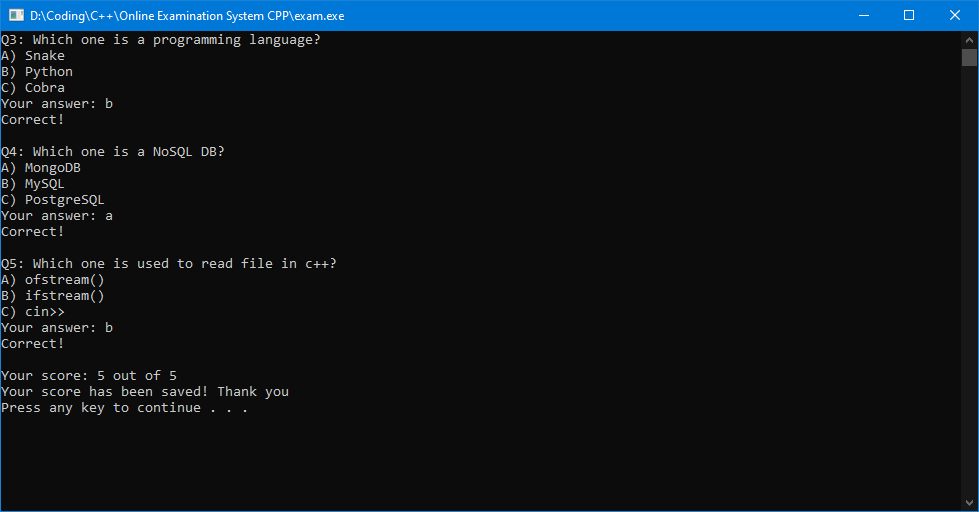 D:\Coding\C++\Online Examination System CPP\exam.exe
Q3: Which one is a programming language?
A) Snake
B) Python
C) Cobra
Your answer: b
Correct!
Q4: Which one is a NoSQL DB?
A) MongoDB
B) MySQL
C) PostgreSQL
Your answer: a
Correct!
Q5: Which one is used to read file in c++?
A) ofstream()
B) ifstream()
C) cin>>
Your answer: b
Correct!
Your score: 5 out of 5
Your score has been saved! Thank you
Press any key to continue . . .